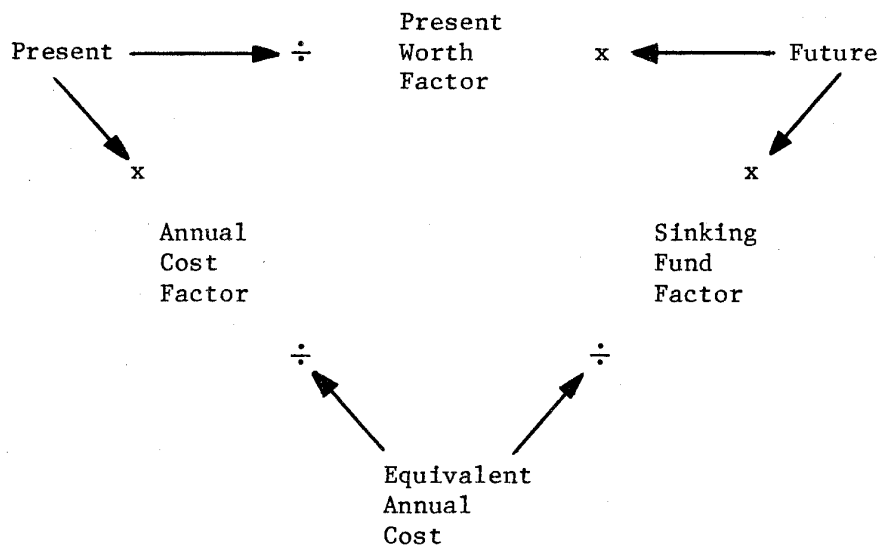 Present
÷
Present
Worth
Factor
x
Future
x
x
Annual
Cost
Factor
Sinking
Fund
Factor
÷
÷
Equivalent
Annual
Cost